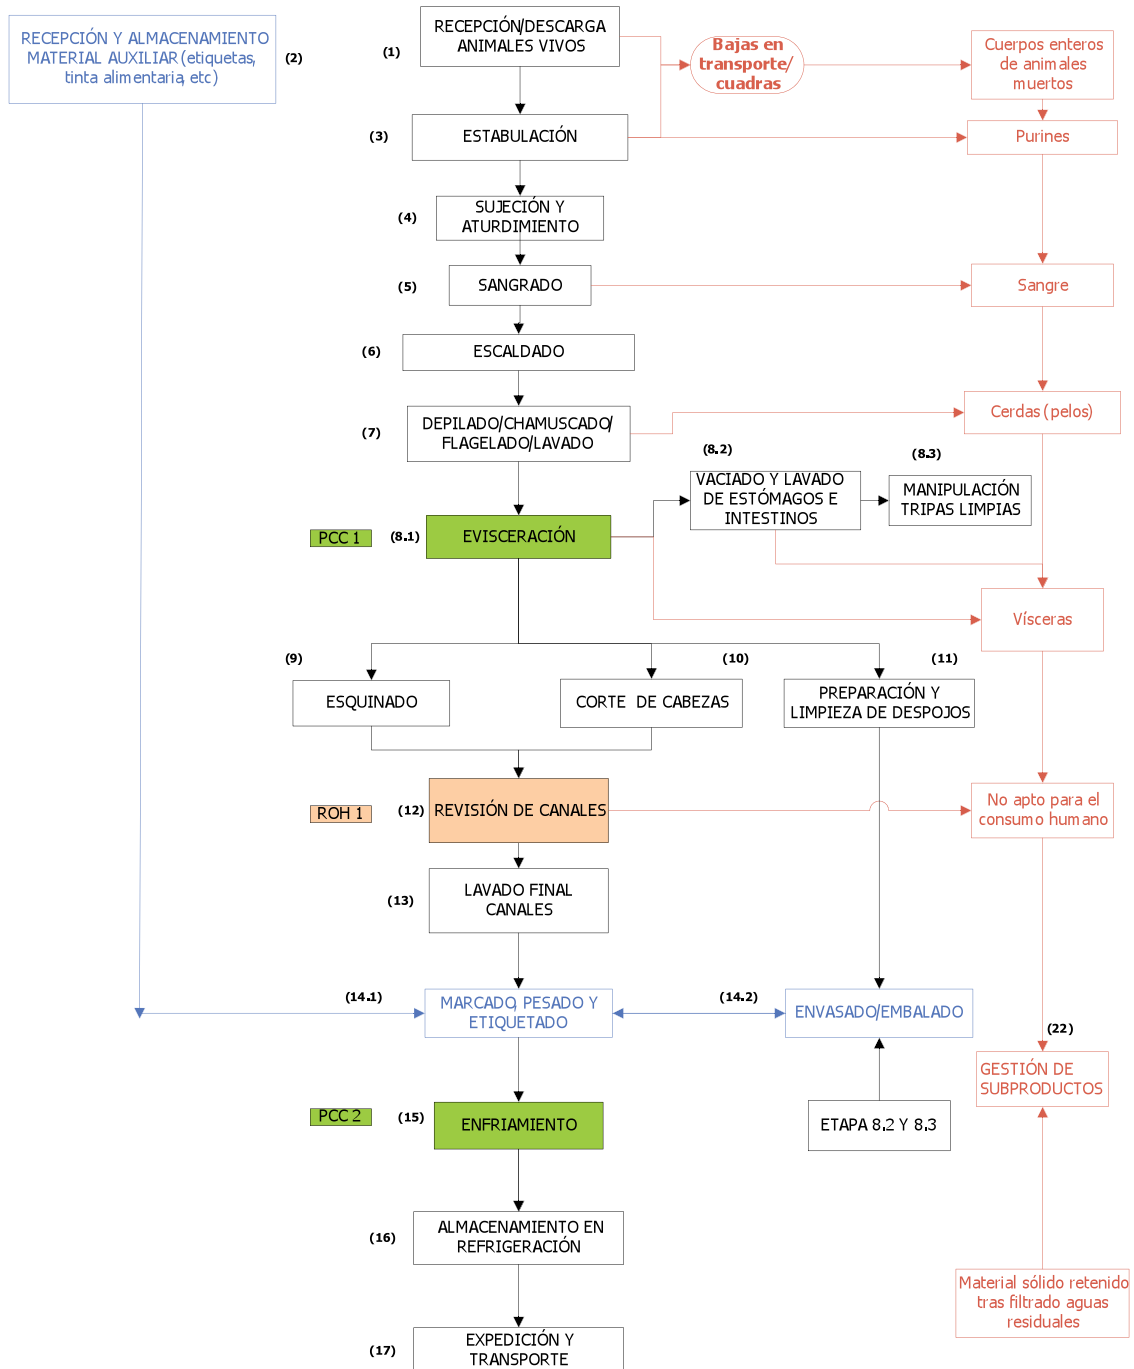 RECEPCIÓN Y ALMACENAMIENTO
MATERIAL AUXILIAR (etiquetas,
tinta alimentaria, etc)
(2)
(1)
RECEPCIÓN/DESCARGA
ANIMALES VIVOS
Bajas en
transporte/
cuadras
Cuerpos enteros
de animales
muertos
(3)
ESTABULACIÓN
Purines
(4)
SUJECIÓN Y
ATURDIMIENTO
(5)
SANGRADO
Sangre
(6)
ESCALDADO
(7)
DEPILADO/CHAMUSCADO/
FLAGELADO/LAVADO
Cerdas (pelos)
(8.2)
VACIADO Y LAVADO
DE ESTÓMAGOS E
INTESTINOS
(8.3)
MANIPULACIÓN
TRIPAS LIMPIAS
PCC 1
(8.1)
EVISCERACIÓN
Vísceras
(9)
ESQUINADO
(10)
CORTE DE CABEZAS
(11)
PREPARACIÓN Y
LIMPIEZA DE DESPOJOS
ROH 1
(12)
REVISIÓN DE CANALES
No apto para el
consumo humano
(13)
LAVADO FINAL
CANALES
(14.1)
MARCADO, PESADO Y
ETIQUETADO
(14.2)
ENVASADO/EMBALADO
(22)
GESTIÓN DE
SUBPRODUCTOS
PCC 2
(15)
ENFRIAMIENTO
ETAPA 8.2 Y 8.3
(16)
ALMACENAMIENTO EN
REFRIGERACIÓN
Material sólido retenido
tras filtrado aguas
residuales
(17)
EXPEDICIÓN Y
TRANSPORTE